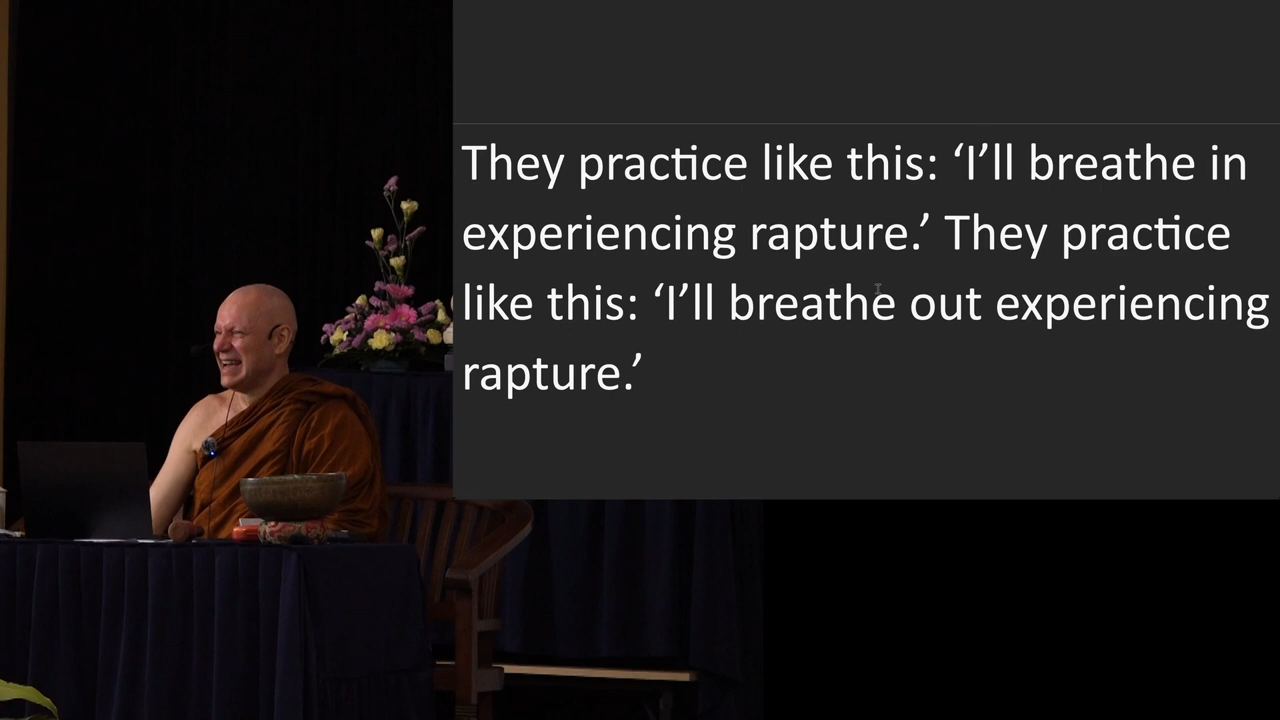 They practice like this: ‘I’ll breathe in
experiencing rapture.’ They practice
like this: ‘I’ll breathe out experiencing
rapture.’